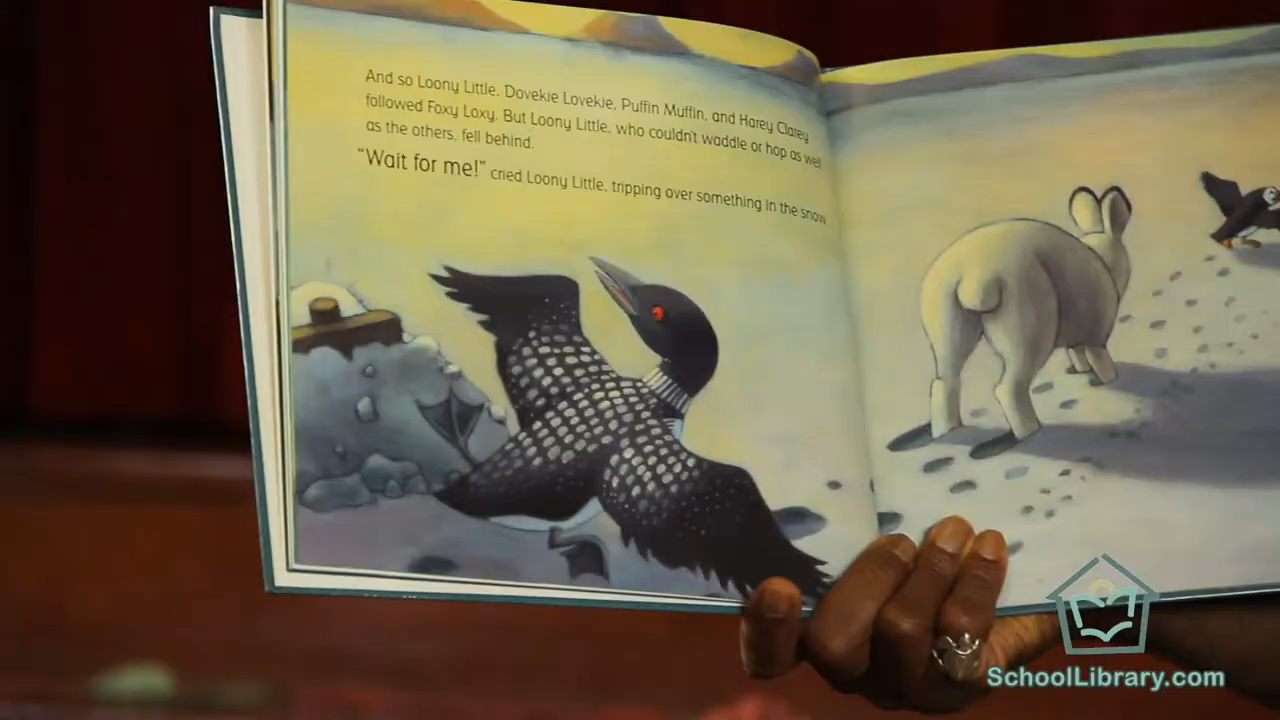 And so Loony Little, Dovekie Lovekie, Puffin Muffin, and Harey Clarey
followed Foxy Loxy. But Loony Little, who couldn't waddle or hop as well
as the others, fell behind.
"Wait for me!" cried Loony Little, tripping over something in the snow
SchoolLibrary.com